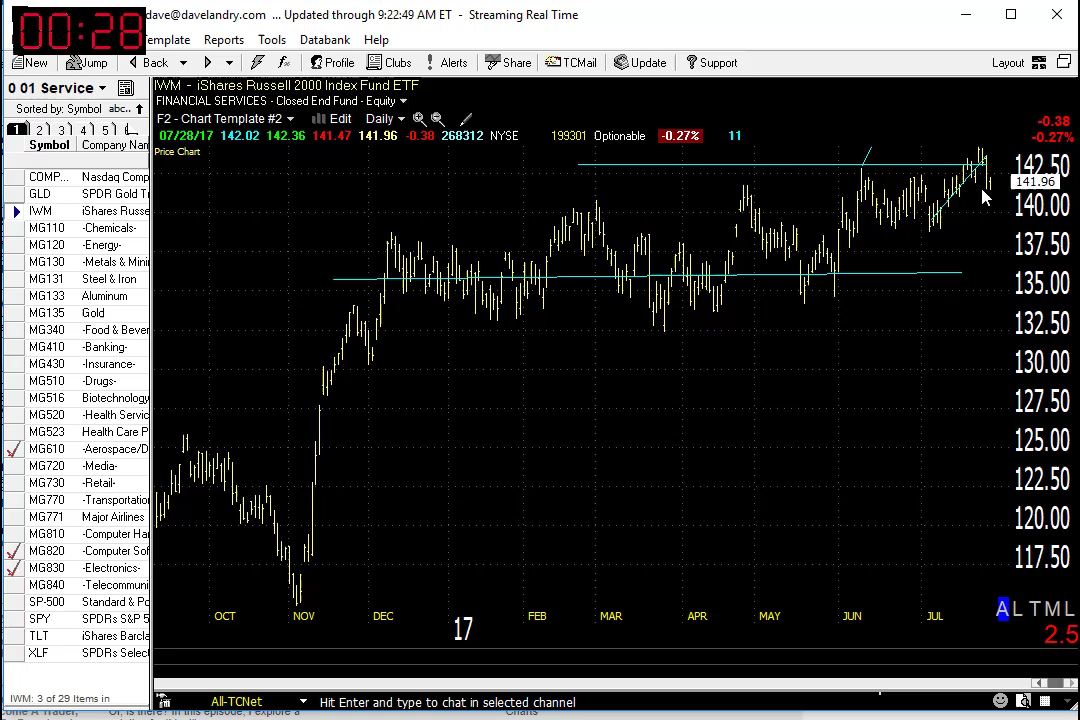 00:28
dave@davelandry.com ... Updated through 9:22:49 AM ET - Streaming Real Time
Template Reports Tools Databank Help
New Jump Back Profile Clubs Alerts Share TCMail Update Support Layout
0 01 Service
Sorted by: Symbol abc..
1 2 3 4 5
Symbol Company Nam
COMP... Nasdaq Comp
GLD SPDR Gold Tr
IWM iShares Russe
MG110 -Chemicals-
MG120 -Energy-
MG130 -Metals & Mini
MG131 Steel & Iron
MG133 Aluminum
MG135 Gold
MG340 -Food & Bever
MG410 -Banking-
MG430 -Insurance-
MG510 -Drugs-
MG516 Biotechnology
MG520 -Health Servic
MG523 Health Care P
MG610 -Aerospace/D
MG720 -Media-
MG730 -Retail-
MG770 -Transportation
MG771 Major Airlines
MG810 -Computer Har
MG820 -Computer Sof
MG830 -Electronics-
MG840 -Telecommuni
SP-500 Standard & Po
SPY SPDRs S&P 5
TLT iShares Barcla
XLF SPDRs Select
IWM: 3 of 29 Items in
IWM - iShares Russell 2000 Index Fund ETF
FINANCIAL SERVICES - Closed End Fund - Equity
F2 - Chart Template #2 Edit Daily
07/28/17 142.02 142.36 141.47 141.96 -0.38 268312 NYSE 199301 Optionable -0.27% 11
-0.38
-0.27%
Price Chart
142.50
141.96
140.00
137.50
135.00
132.50
130.00
127.50
125.00
122.50
120.00
117.50
OCT NOV DEC 17 FEB MAR APR MAY JUN JUL
A L T M L
2.5
All-TCNet Hit Enter and type to chat in selected channel